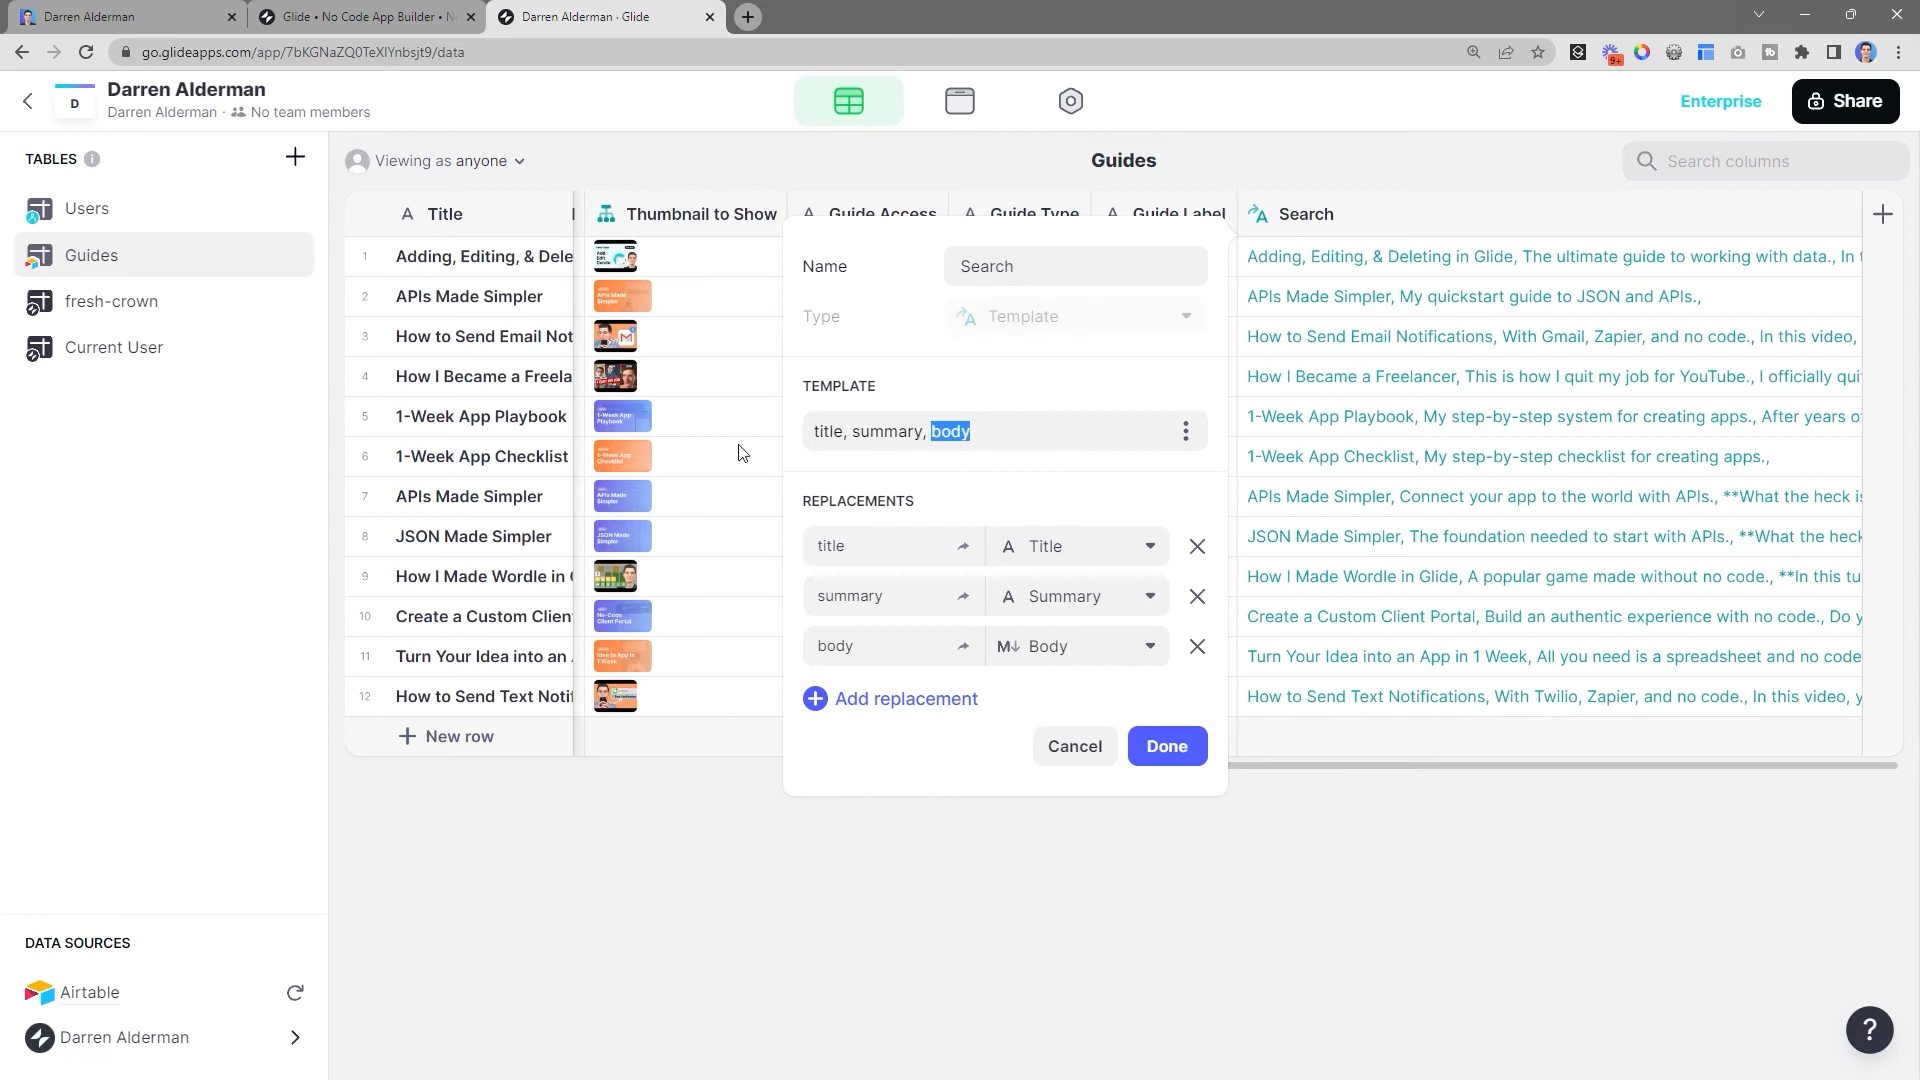 Darren Alderman
Glide • No Code App Builder • N
Darren Alderman · Glide
go.glideapps.com/app/7bKGNaZQ0TeXlYnbsjt9/data
9+
D
Darren Alderman
Darren Alderman · No team members
Enterprise
Share
TABLES
Users
Guides
fresh-crown
Current User
DATA SOURCES
Airtable
Darren Alderman
Viewing as anyone
Guides
Search columns
Title
Thumbnail to Show
Guide Access
Guide Type
Guide Label
Search
1 Adding, Editing, & Dele
Adding, Editing, & Deleting in Glide, The ultimate guide to working with data., In t
2 APIs Made Simpler
APIs Made Simpler, My quickstart guide to JSON and APIs.,
3 How to Send Email Not
How to Send Email Notifications, With Gmail, Zapier, and no code., In this video,
4 How I Became a Freela
How I Became a Freelancer, This is how I quit my job for YouTube., I officially qui
5 1-Week App Playbook
1-Week App Playbook, My step-by-step system for creating apps., After years o
6 1-Week App Checklist
1-Week App Checklist, My step-by-step checklist for creating apps.,
7 APIs Made Simpler
APIs Made Simpler, Connect your app to the world with APIs., **What the heck is
8 JSON Made Simpler
JSON Made Simpler, The foundation needed to start with APIs., **What the heck
9 How I Made Wordle in
How I Made Wordle in Glide, A popular game made without no code., **In this tu
10 Create a Custom Clien
Create a Custom Client Portal, Build an authentic experience with no code., Do y
11 Turn Your Idea into an
Turn Your Idea into an App in 1 Week, All you need is a spreadsheet and no code
12 How to Send Text Notif
How to Send Text Notifications, With Twilio, Zapier, and no code., In this video, y
New row
Name
Search
Type
Template
TEMPLATE
title, summary, body
REPLACEMENTS
title
Title
summary
Summary
body
Body
Add replacement
Cancel
Done
?